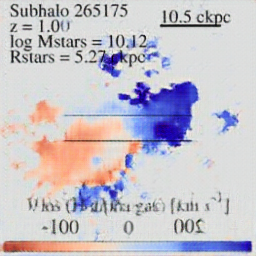 Subhalo 265175
10.5 ckpc
z = 1.00
log Mstars = 10.12
Rstars = 5.27 ckpc
-100 0 200